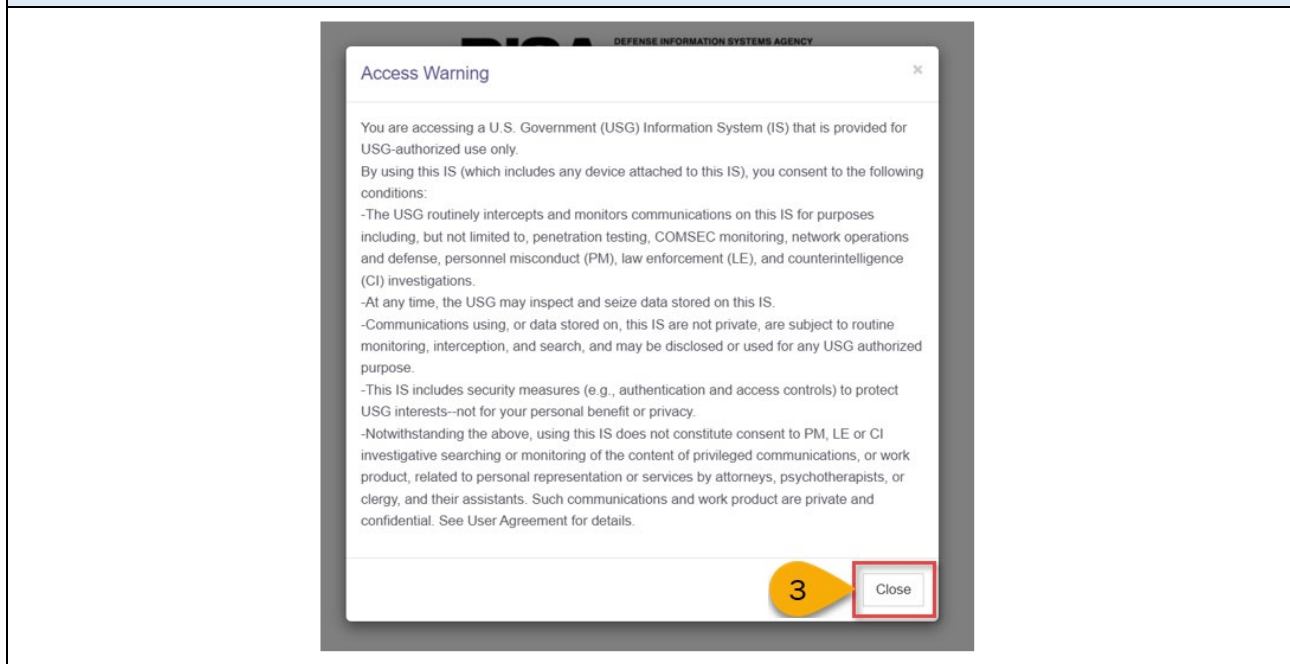 DEFENSE INFORMATION SYSTEMS AGENCY
Access Warning
×
You are accessing a U.S. Government (USG) Information System (IS) that is provided for
USG-authorized use only.
By using this IS (which includes any device attached to this IS), you consent to the following
conditions:
-The USG routinely intercepts and monitors communications on this IS for purposes
including, but not limited to, penetration testing, COMSEC monitoring, network operations
and defense, personnel misconduct (PM), law enforcement (LE), and counterintelligence
(CI) investigations.
-At any time, the USG may inspect and seize data stored on this IS.
-Communications using, or data stored on, this IS are not private, are subject to routine
monitoring, interception, and search, and may be disclosed or used for any USG authorized
purpose.
-This IS includes security measures (e.g., authentication and access controls) to protect
USG interests--not for your personal benefit or privacy.
-Notwithstanding the above, using this IS does not constitute consent to PM, LE or CI
investigative searching or monitoring of the content of privileged communications, or work
product, related to personal representation or services by attorneys, psychotherapists, or
clergy, and their assistants. Such communications and work product are private and
confidential. See User Agreement for details.
3
Close